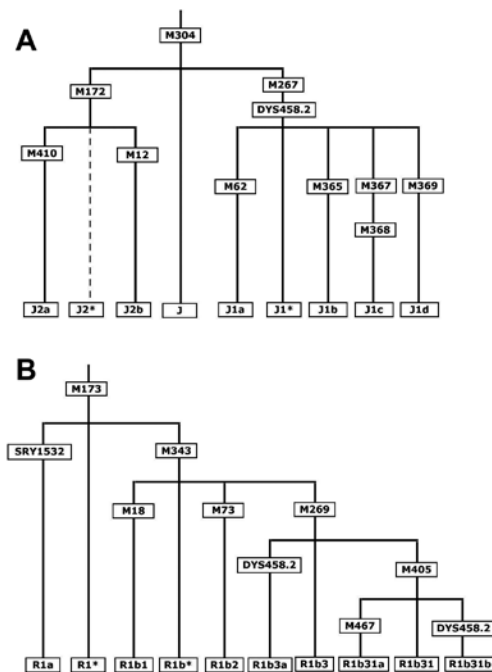 A
M304
M172 M267
DYS458.2
M410 M12
M62 M365 M367 M369
M368
J2a J2* J2b J J1a J1* J1b J1c J1d
B
M173
SRY1532 M343
M18 M73 M269
DYS458.2 M405
M467 DYS458.2
R1a R1* R1b1 R1b* R1b2 R1b3a R1b3 R1b31a R1b31 R1b31b